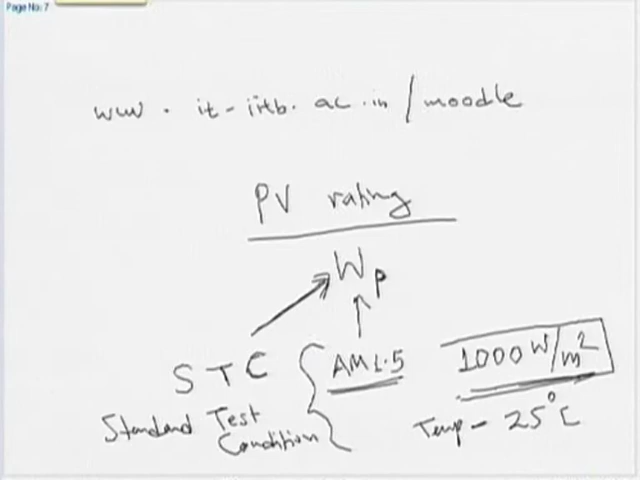 Page No: 7
www. it-iitb.ac.in/moodle
PV rating
Wp
STC { AM1.5 1000 W/m²
Standard Test Condition Temp - 25°C